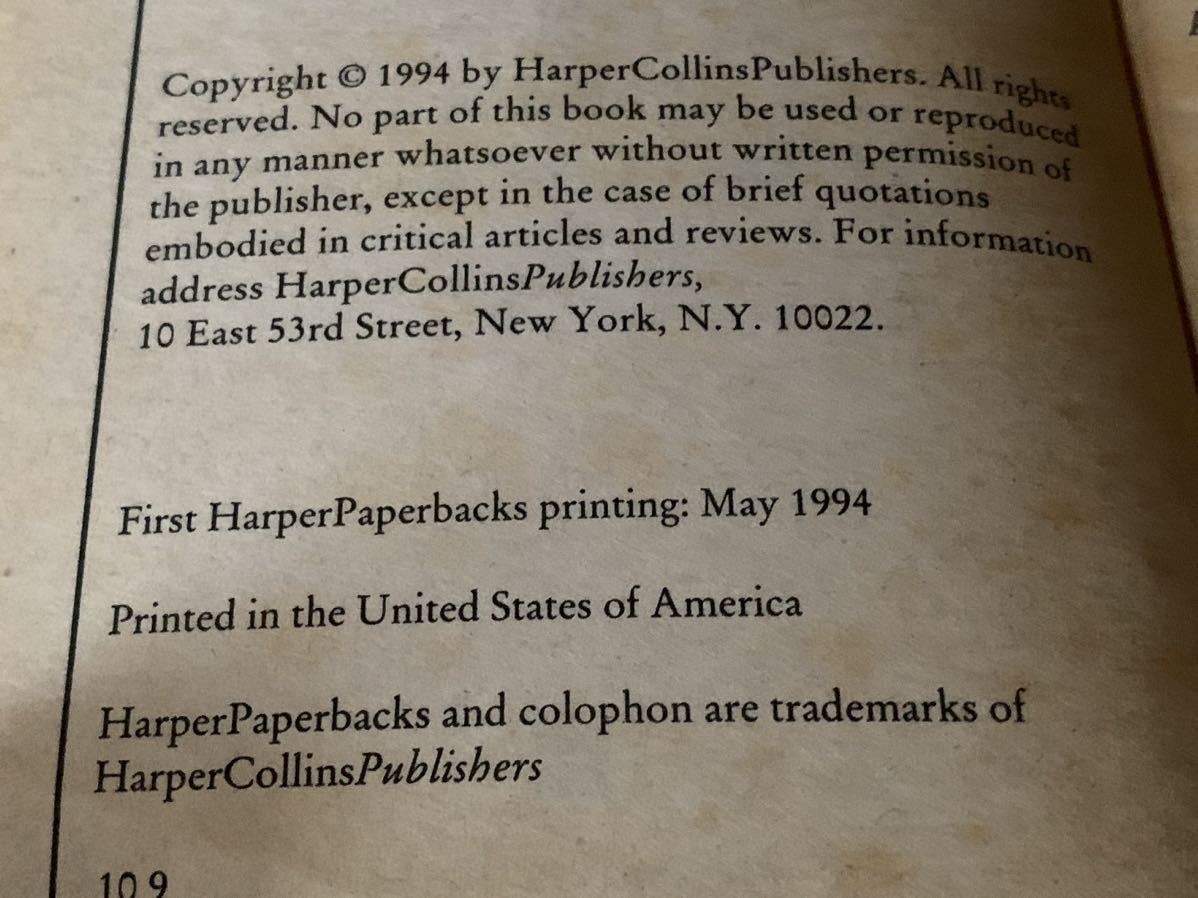 Copyright © 1994 by HarperCollinsPublishers. All rights
reserved. No part of this book may be used or reproduced
in any manner whatsoever without written permission of
the publisher, except in the case of brief quotations
embodied in critical articles and reviews. For information
address HarperCollinsPublishers,
10 East 53rd Street, New York, N.Y. 10022.
First HarperPaperbacks printing: May 1994
Printed in the United States of America
HarperPaperbacks and colophon are trademarks of
HarperCollinsPublishers
10 9